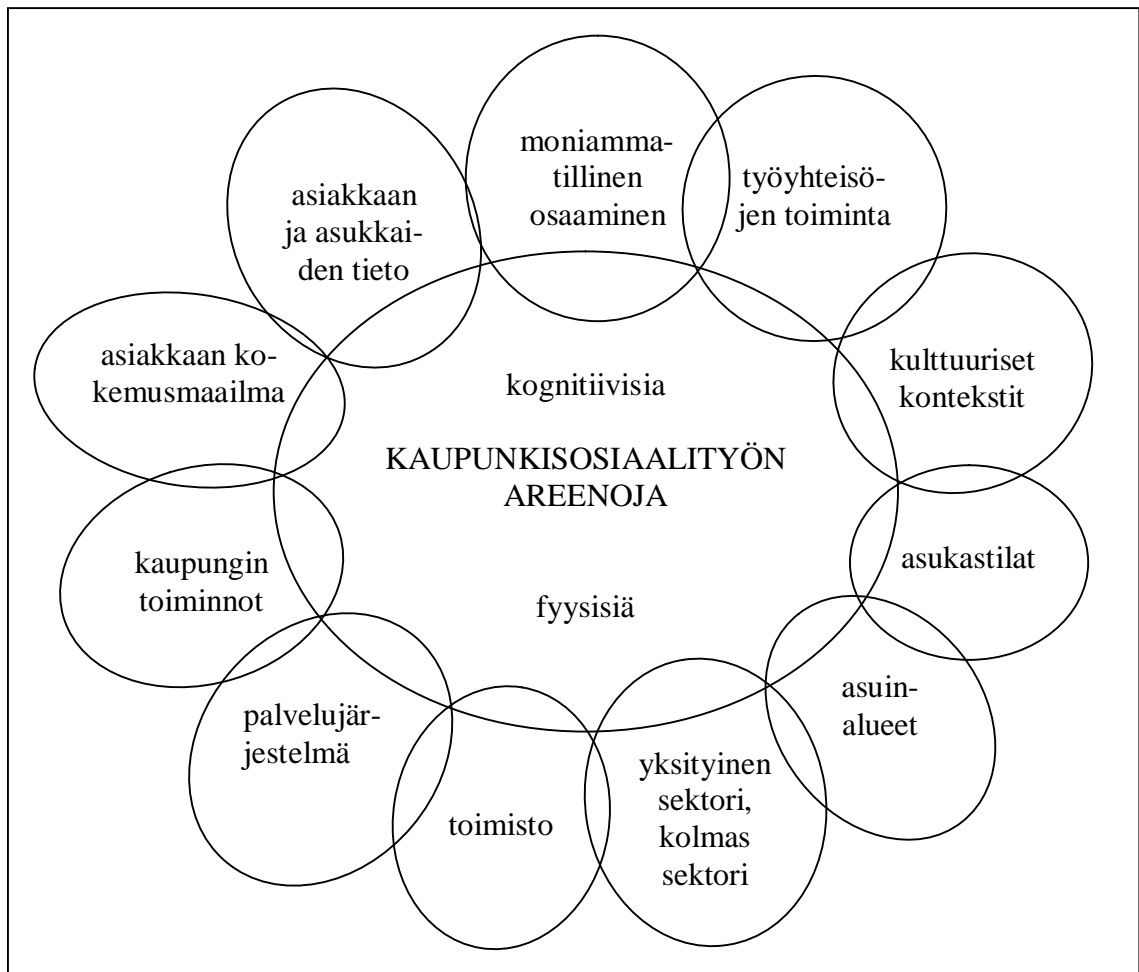 moniamma-
tillinen
osaaminen
työyhteisö-
jen toiminta
asiakkaan
ja asukkai-
den tieto
asiakkaan ko-
kemusmaailma
kulttuuriset
kontekstit
kognitiivisia
KAUPUNKISOSIAALITYÖN
AREENOJA
fyysisiä
kaupungin
toiminnot
asukastilat
palvelujär-
jestelmä
asuin-
alueet
toimisto
yksityinen
sektori,
kolmas
sektori